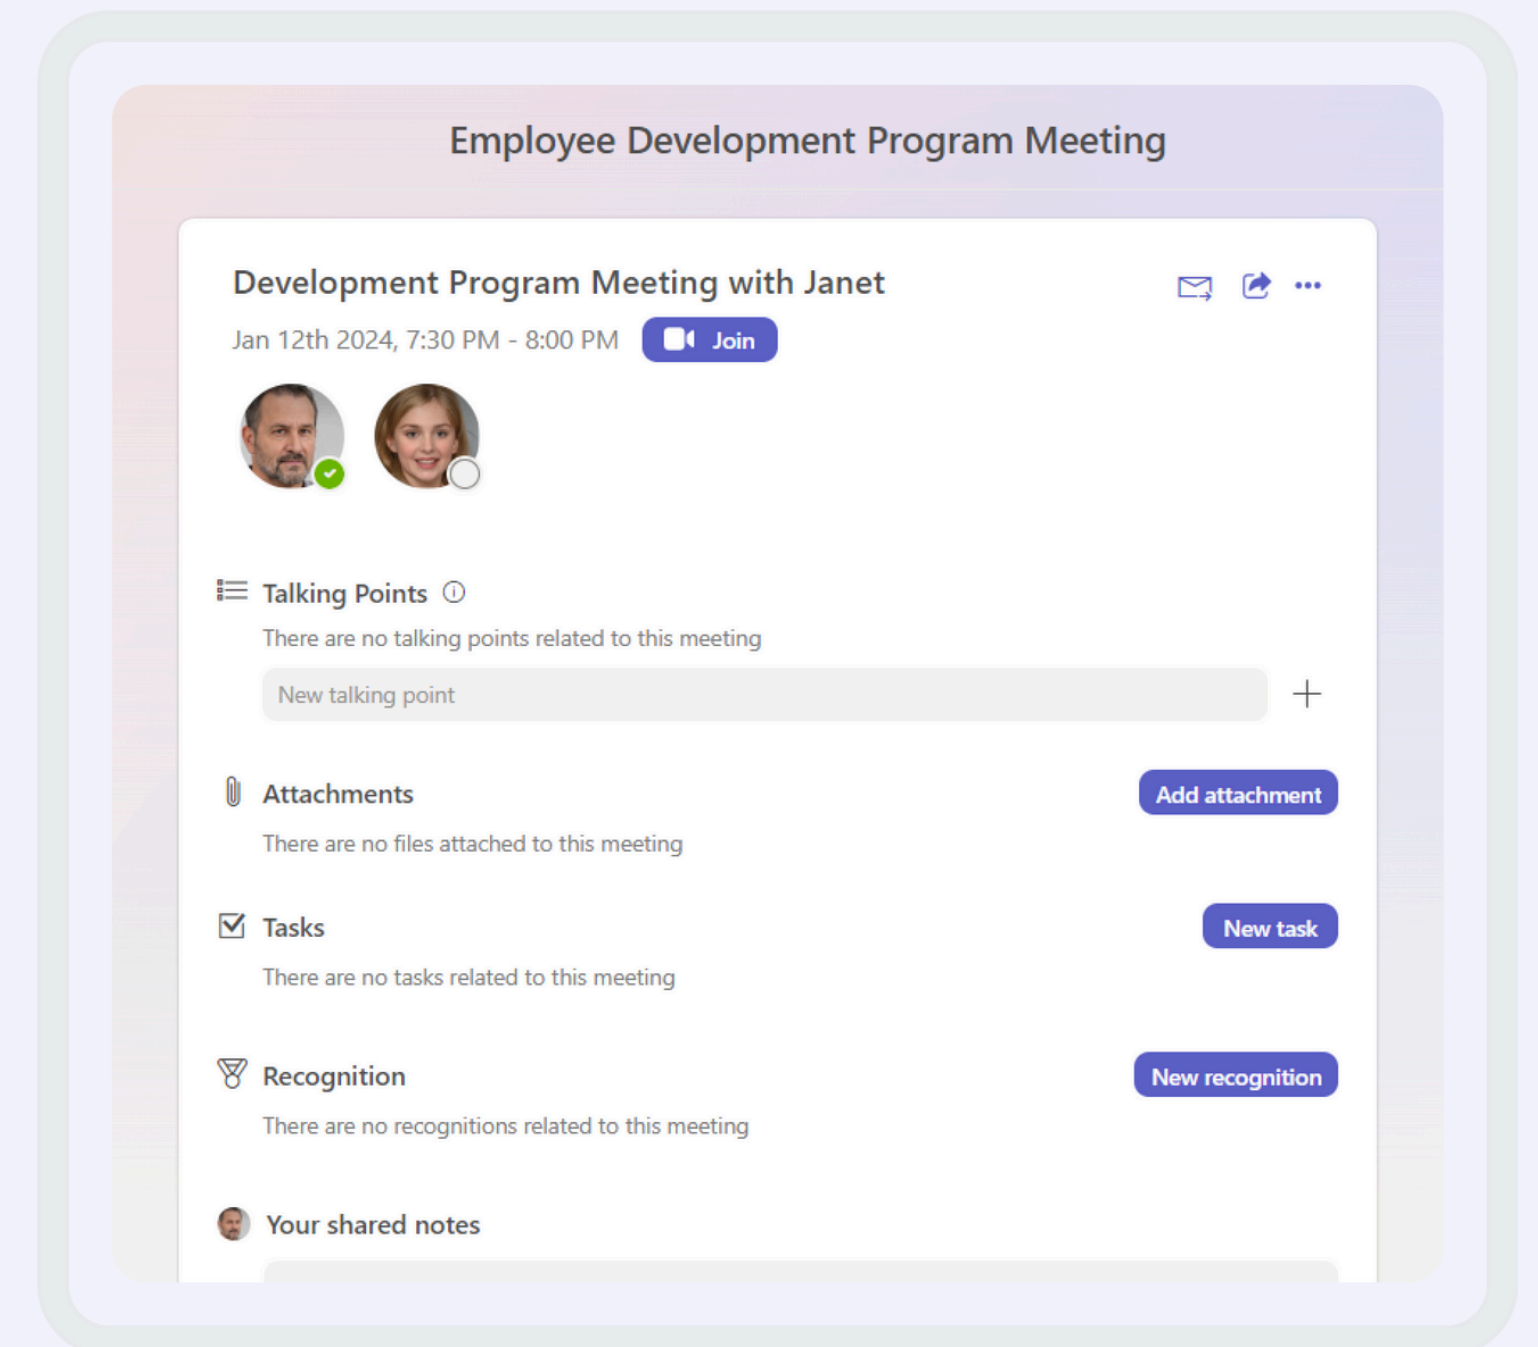 Employee Development Program Meeting
Development Program Meeting with Janet
Jan 12th 2024, 7:30 PM - 8:00 PM
Join
Talking Points
There are no talking points related to this meeting
New talking point
Attachments
Add attachment
There are no files attached to this meeting
Tasks
New task
There are no tasks related to this meeting
Recognition
New recognition
There are no recognitions related to this meeting
Your shared notes